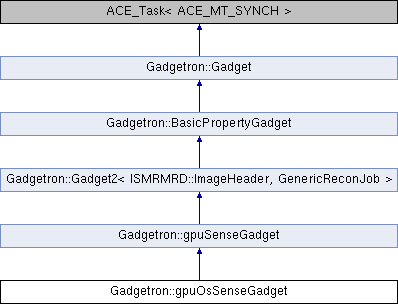 ACE_Task< ACE_MT_SYNCH >
Gadgetron::Gadget
Gadgetron::BasicPropertyGadget
Gadgetron::Gadget2< ISMRMRD::ImageHeader, GenericReconJob >
Gadgetron::gpuSenseGadget
Gadgetron::gpuOsSenseGadget